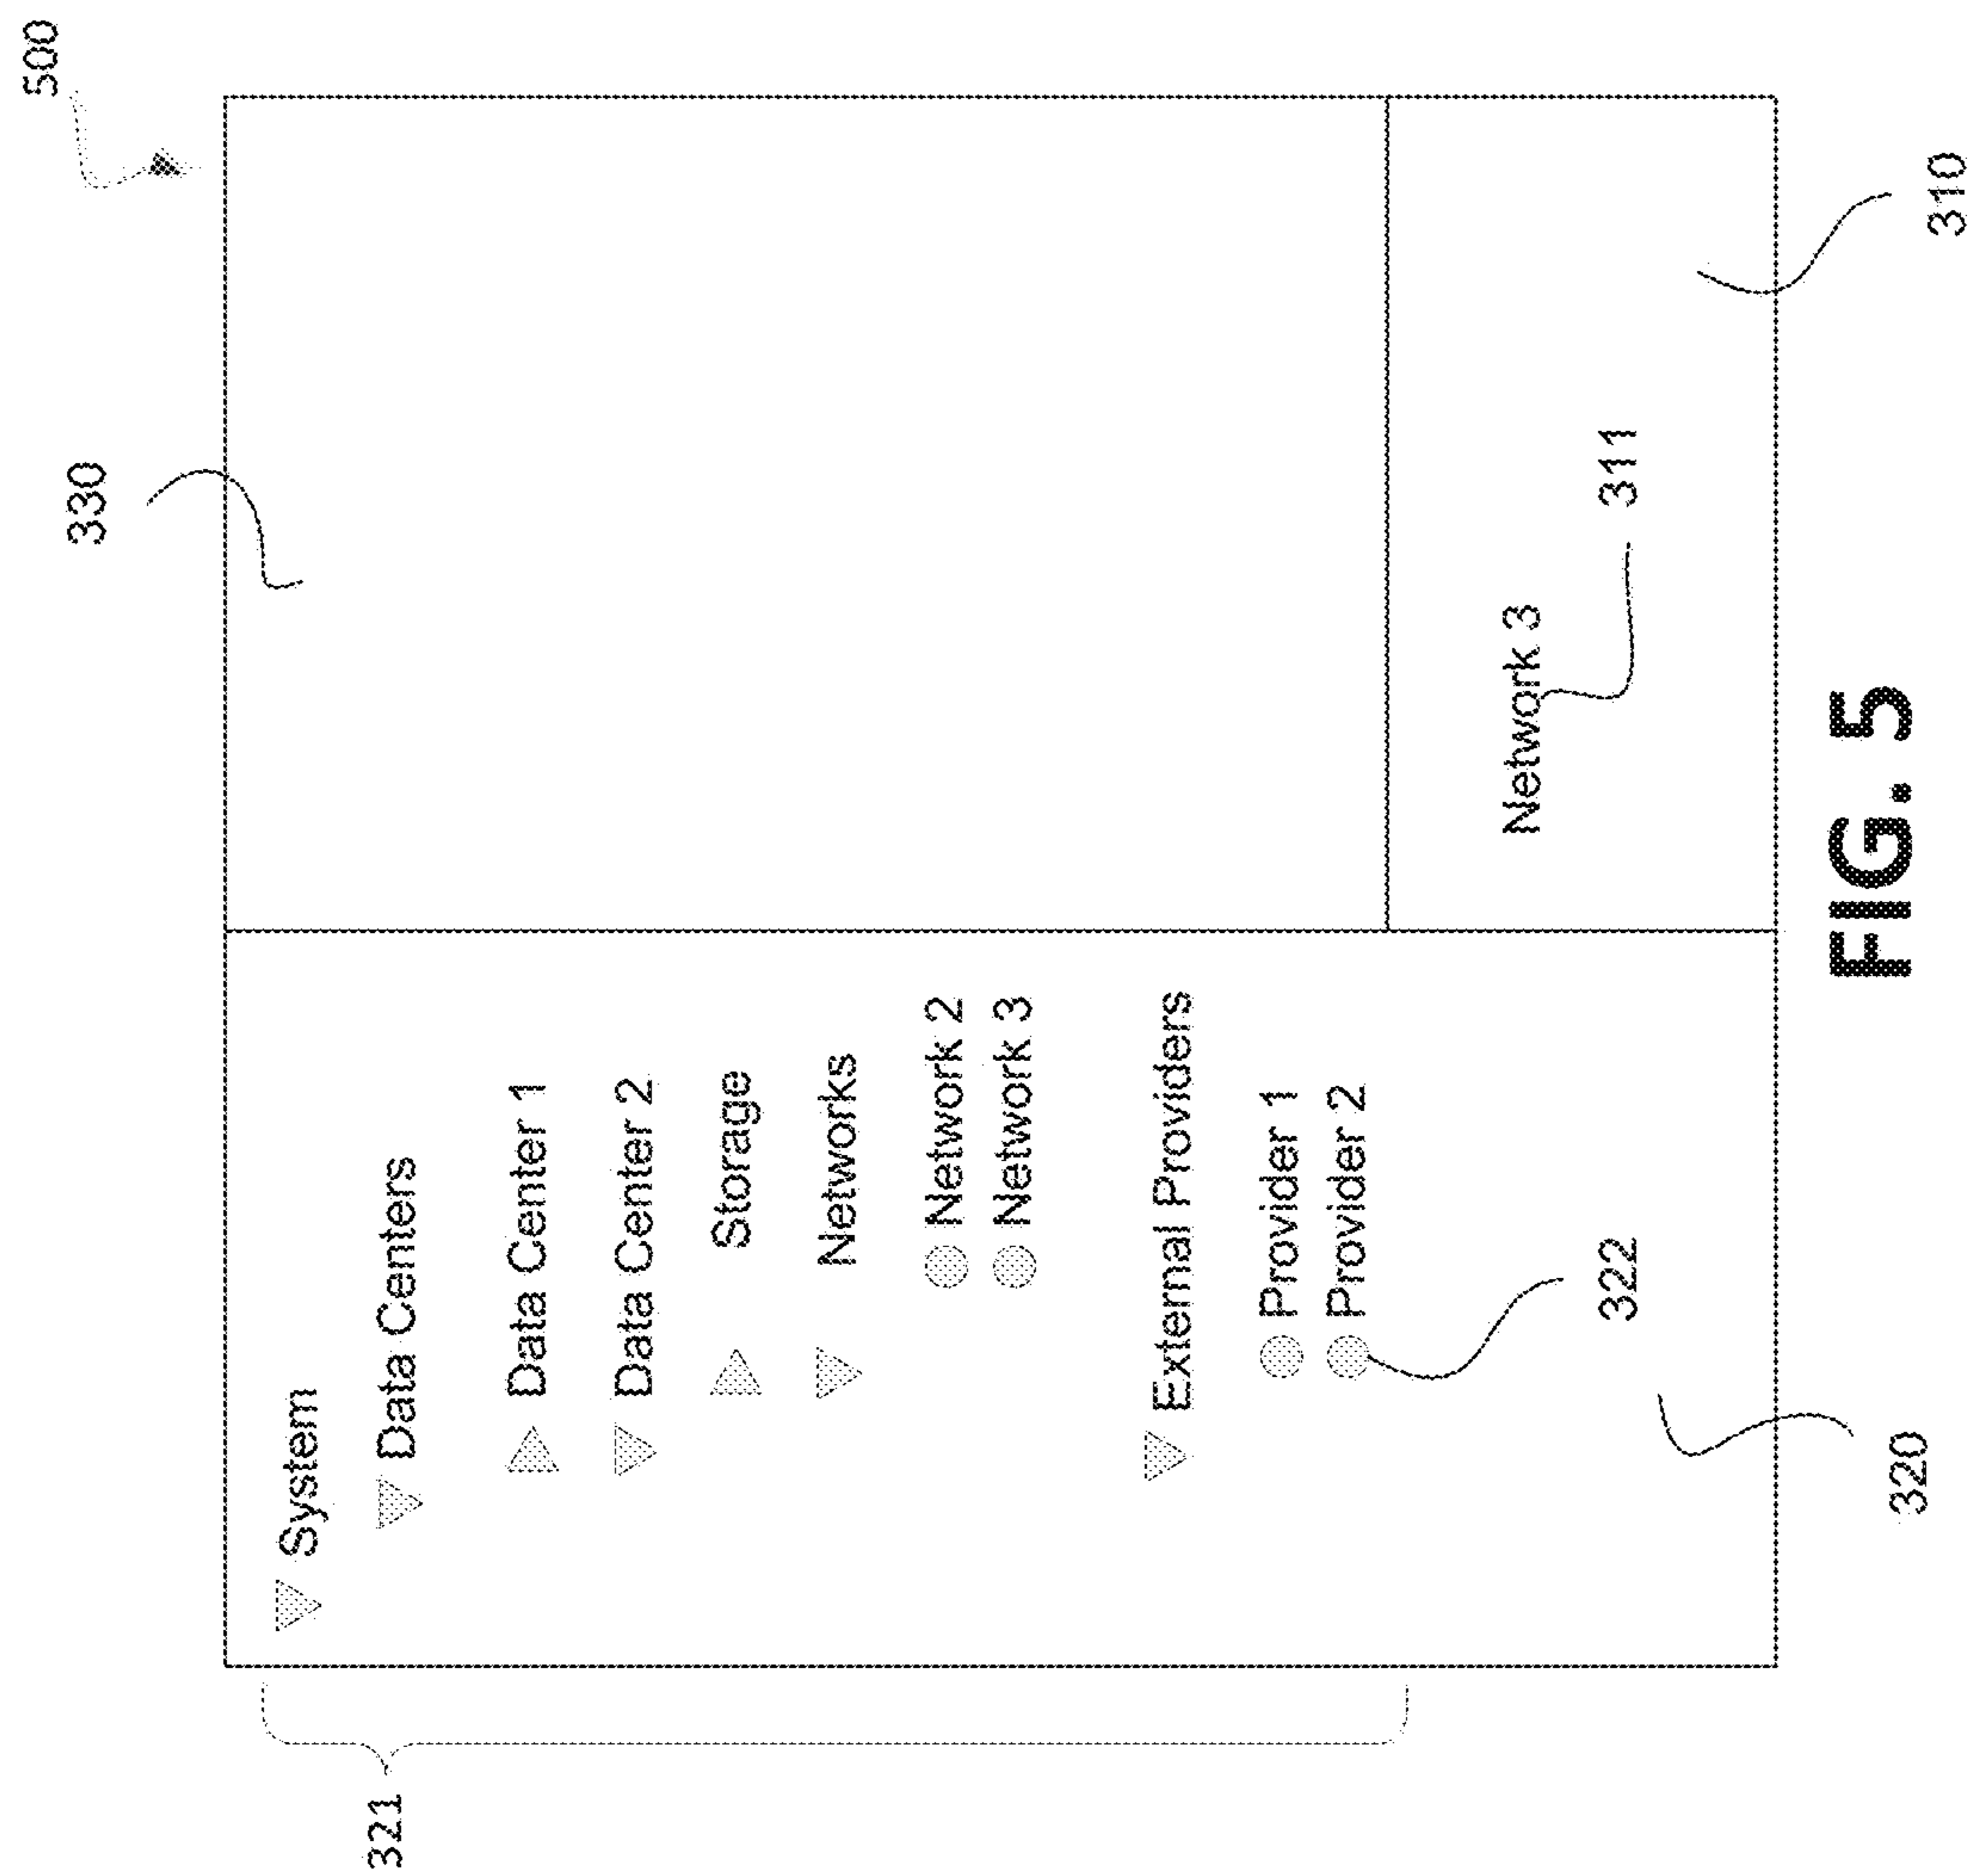 500
330
321
System
Data Centers
Data Center 1
Data Center 2
Storage
Networks
Network 2
Network 3
External Providers
Provider 1
Provider 2
322
320
Network 3
311
310
FIG. 5